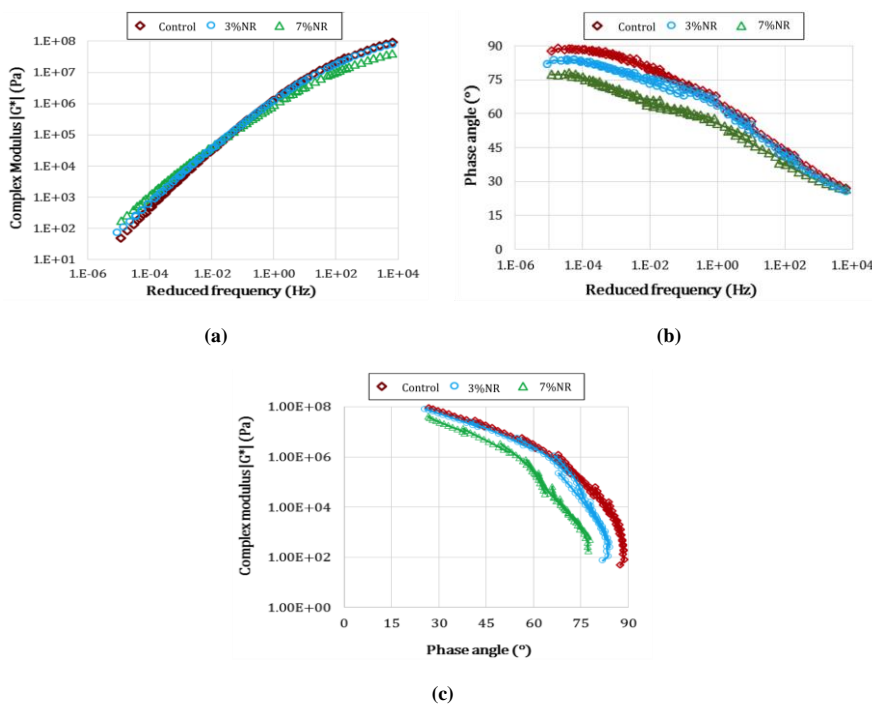 Control 3%NR 7%NR
1.E+08
1.E+07
1.E+06
1.E+05
1.E+04
1.E+03
1.E+02
1.E+01
Complex Modulus|G*| (Pa)
1.E-06 1.E-04 1.E-02 1.E+00 1.E+02 1.E+04
Reduced frequency (Hz)
(a)
Control 3%NR 7%NR
90
75
60
45
30
15
0
Phase angle (°)
1.E-06 1.E-04 1.E-02 1.E+00 1.E+02 1.E+04
Reduced frequency (Hz)
(b)
Control 3%NR 7%NR
1.00E+08
1.00E+06
1.00E+04
1.00E+02
1.00E+00
Complex modulus|G*| (Pa)
0 15 30 45 60 75 90
Phase angle (°)
(c)